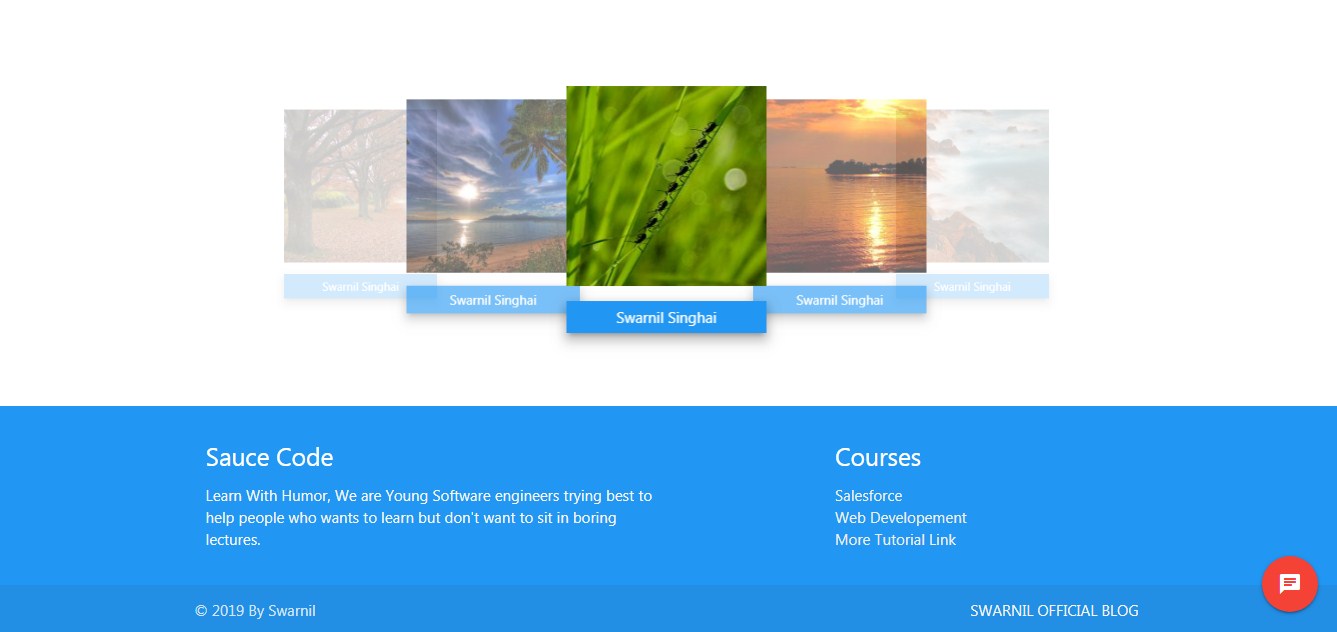 Swarnil Singhai
Swarnil Singhai
Swarnil Singhai
Swarnil Singhai
Swarnil Singhai
Sauce Code
Learn With Humor, We are Young Software engineers trying best to
help people who wants to learn but don't want to sit in boring
lectures.
Courses
Salesforce
Web Developement
More Tutorial Link
© 2019 By Swarnil
SWARNIL OFFICIAL BLOG